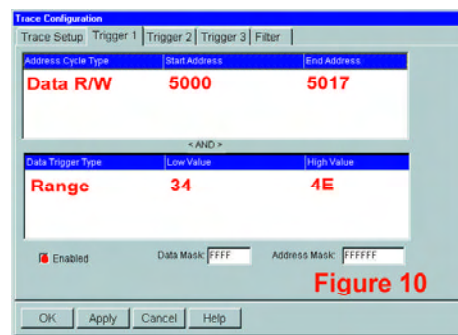 Trace Configuration
Trace Setup Trigger 1 Trigger 2 Trigger 3 Filter
Address Cycle Type Start Address End Address
Data R/W 5000 5017
< AND >
Data Trigger Type Low Value High Value
Range 34 4E
Enabled Data Mask: FFFF Address Mask: FFFFFF
Figure 10
OK Apply Cancel Help